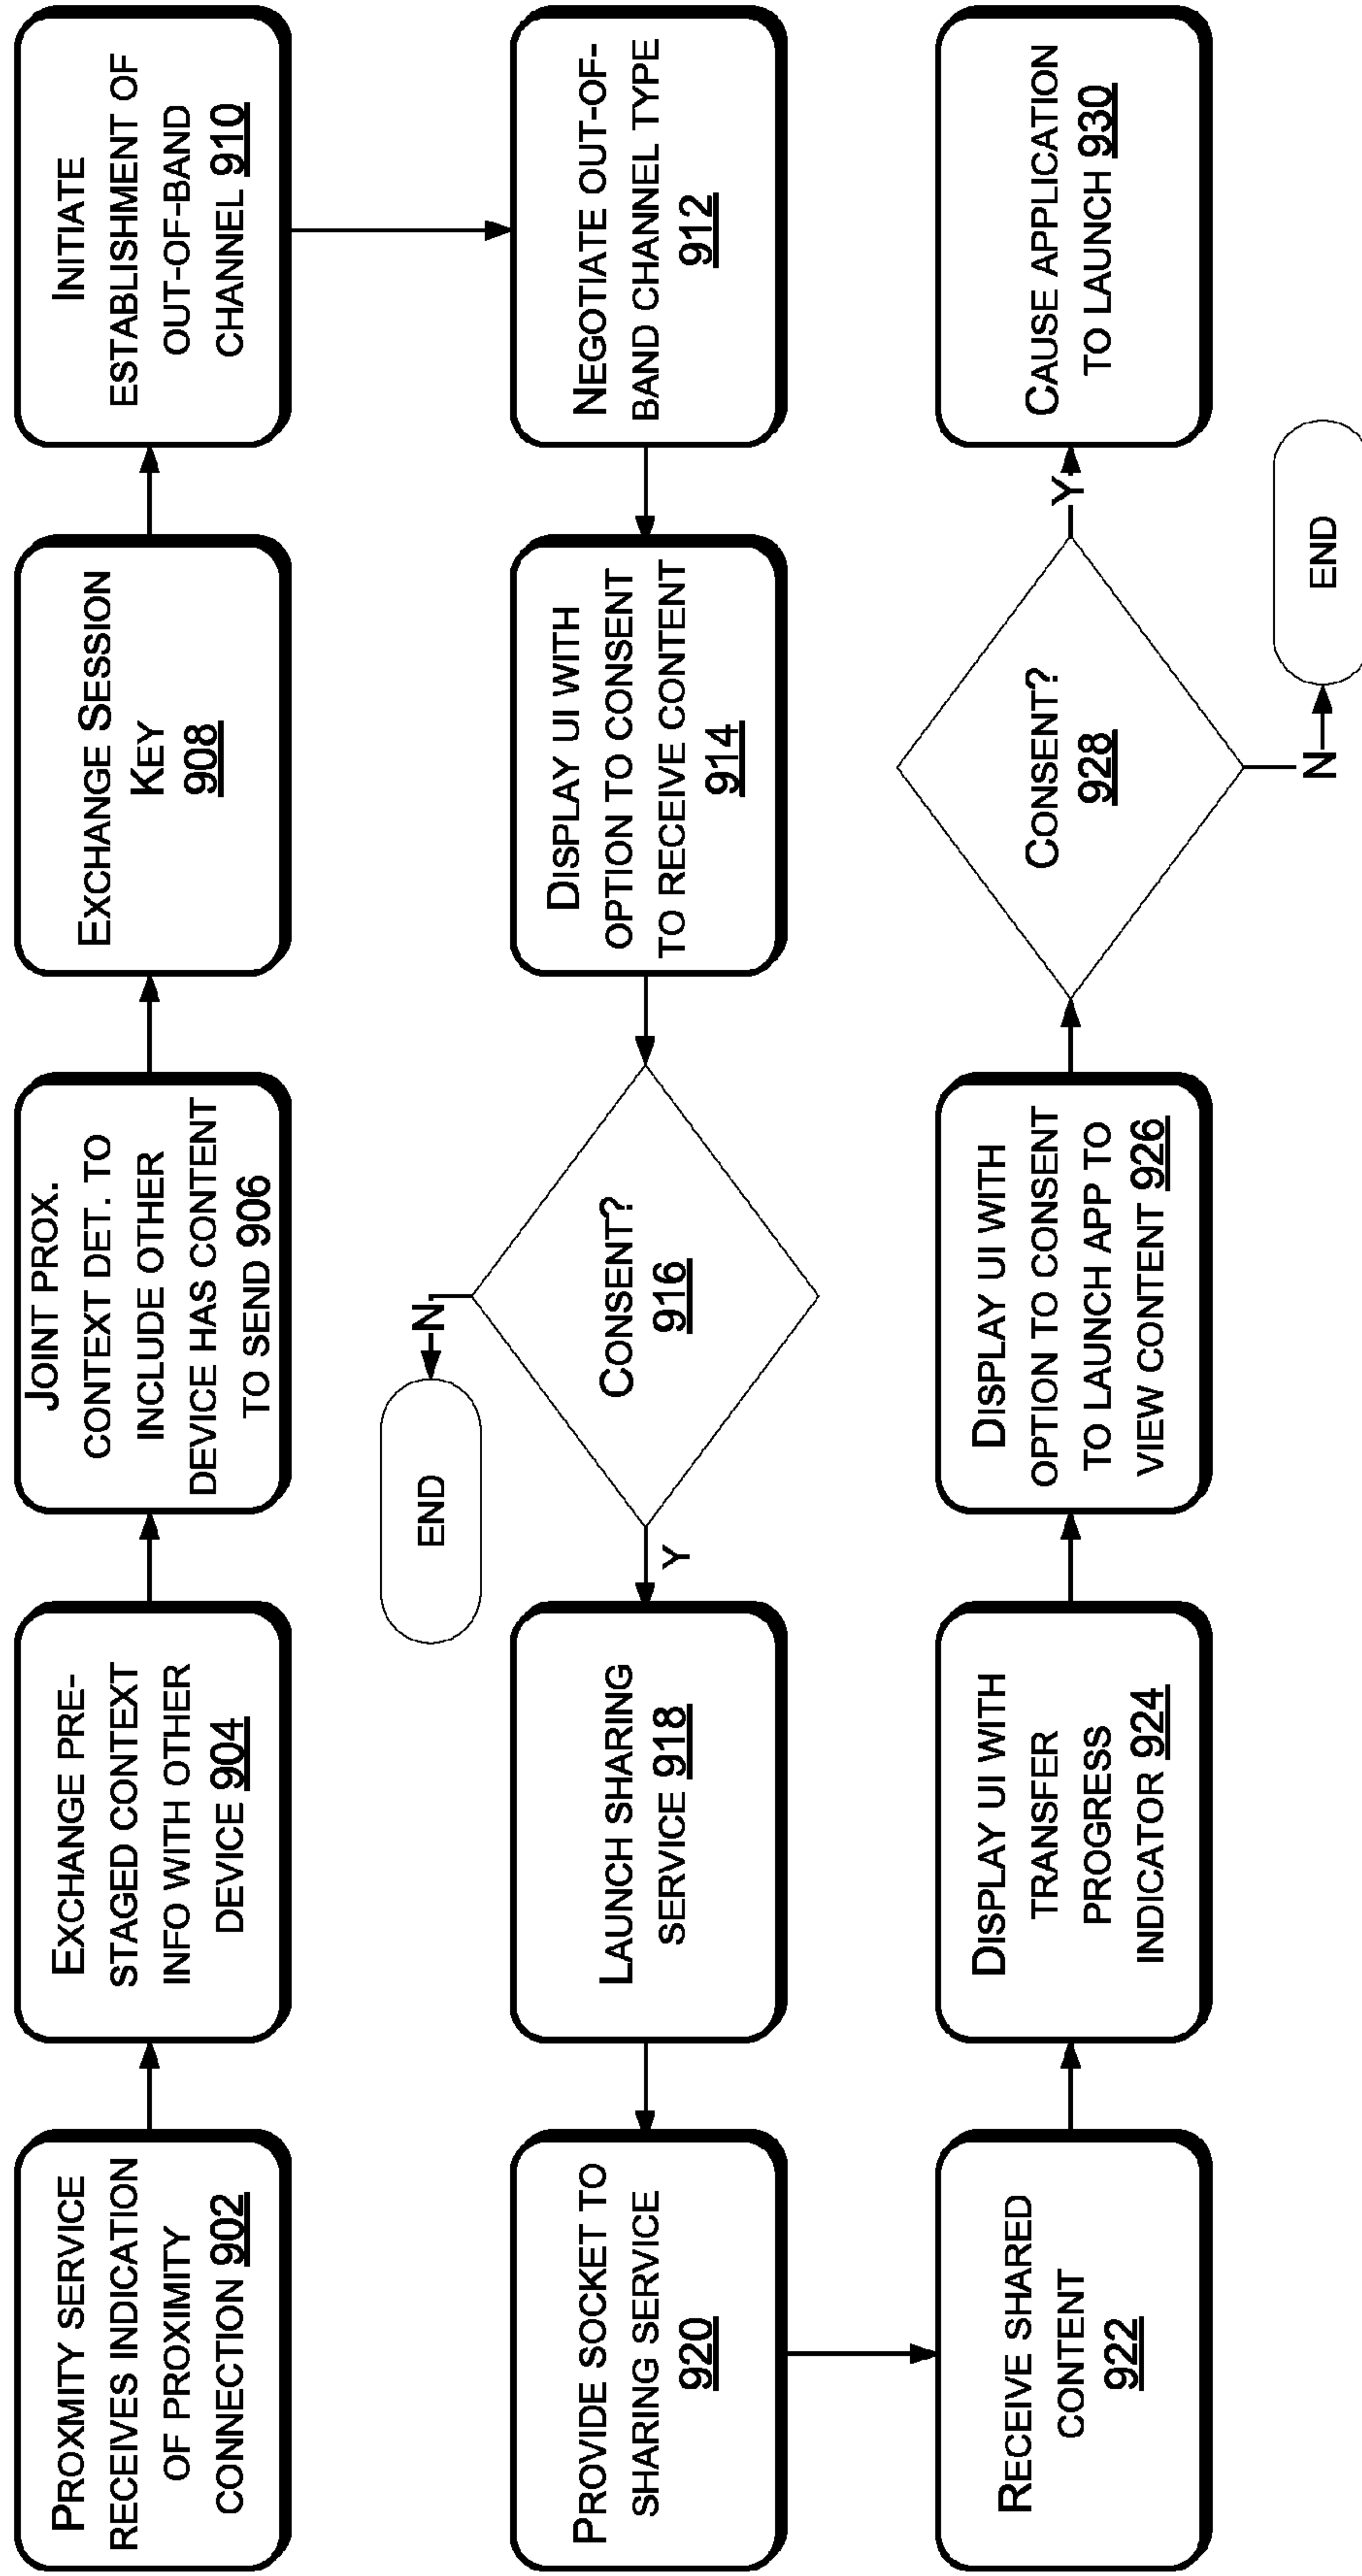 PROXIMITY SERVICE
RECEIVES INDICATION
OF PROXIMITY
CONNECTION 902
EXCHANGE PRE-
STAGED CONTEXT
INFO WITH OTHER
DEVICE 904
JOINT PROX.
CONTEXT DET. TO
INCLUDE OTHER
DEVICE HAS CONTENT
TO SEND 906
EXCHANGE SESSION
KEY
908
INITIATE
ESTABLISHMENT OF
OUT-OF-BAND
CHANNEL 910
NEGOTIATE OUT-OF-
BAND CHANNEL TYPE
912
DISPLAY UI WITH
OPTION TO CONSENT
TO RECEIVE CONTENT
914
CONSENT?
916
N
END
Y
LAUNCH SHARING
SERVICE 918
PROVIDE SOCKET TO
SHARING SERVICE
920
RECEIVE SHARED
CONTENT
922
DISPLAY UI WITH
TRANSFER
PROGRESS
INDICATOR 924
DISPLAY UI WITH
OPTION TO CONSENT
TO LAUNCH APP TO
VIEW CONTENT 926
CONSENT?
928
N
END
Y
CAUSE APPLICATION
TO LAUNCH 930